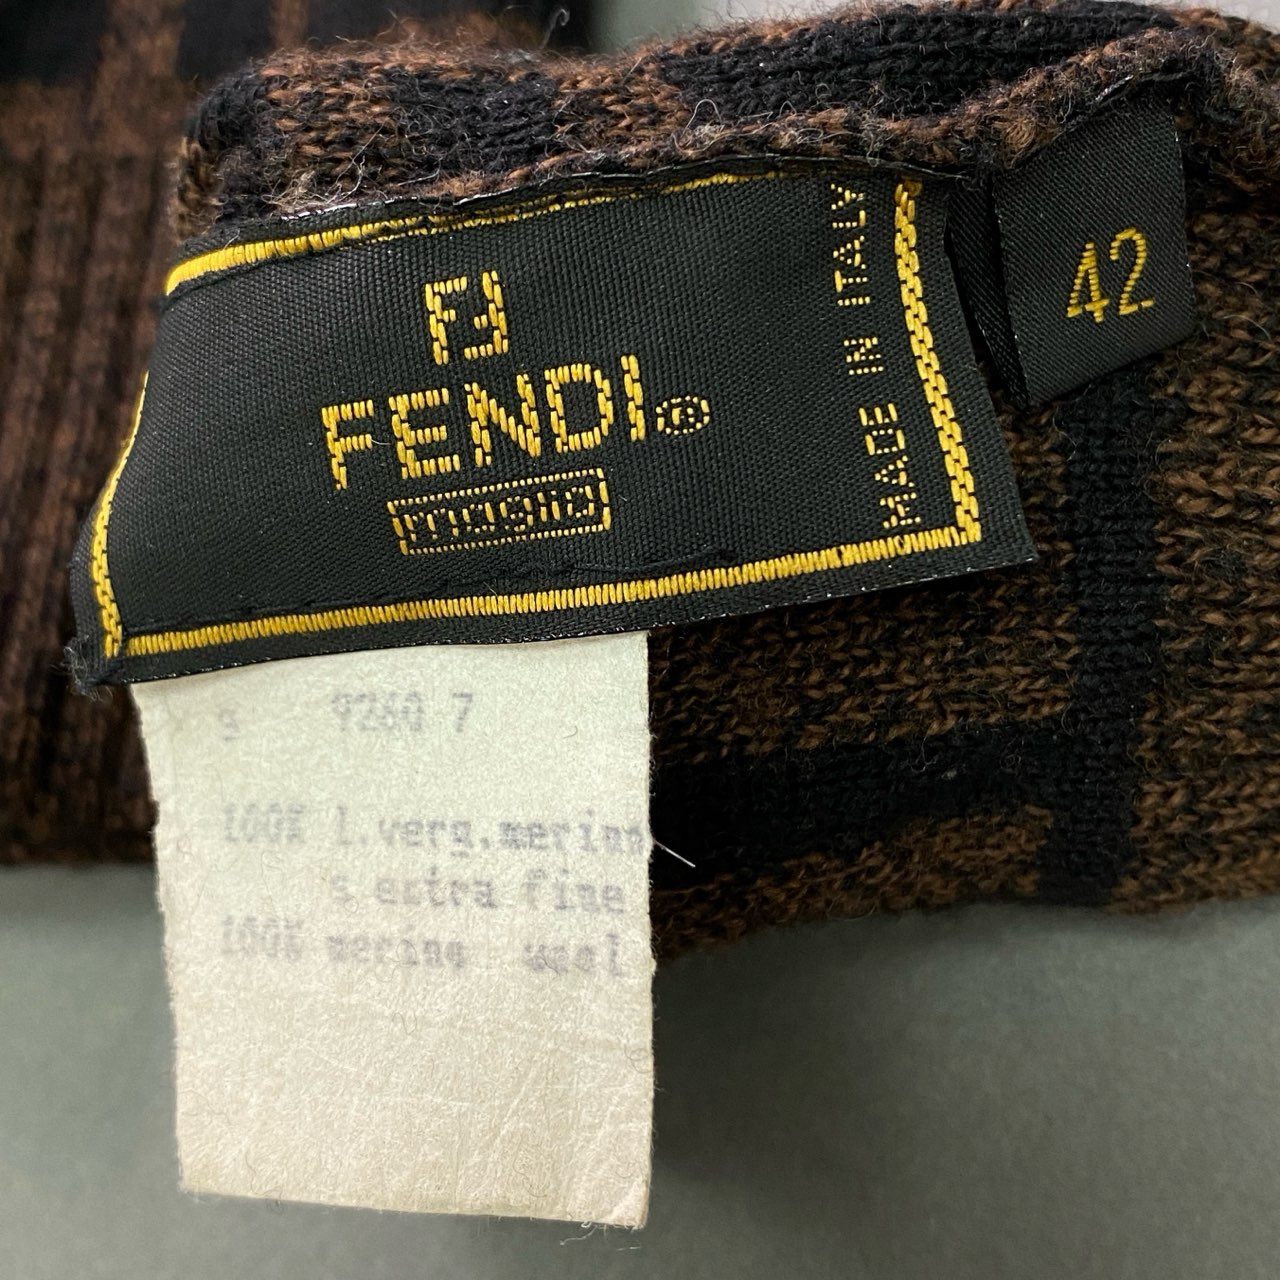 FF
FENDI®
maglia
MADE IN ITALY
42
s 9260 7
100% l.verg.merino
s extra fine
100% merino wool